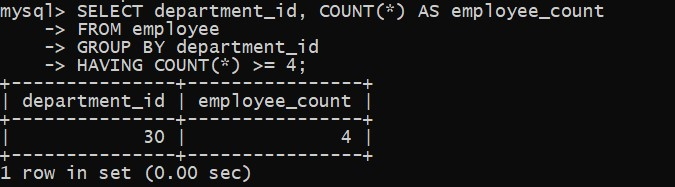 mysql> SELECT department_id, COUNT(*) AS employee_count
    -> FROM employee
    -> GROUP BY department_id
    -> HAVING COUNT(*) >= 4;
+---------------+----------------+
| department_id | employee_count |
+---------------+----------------+
|            30 |              4 |
+---------------+----------------+
1 row in set (0.00 sec)